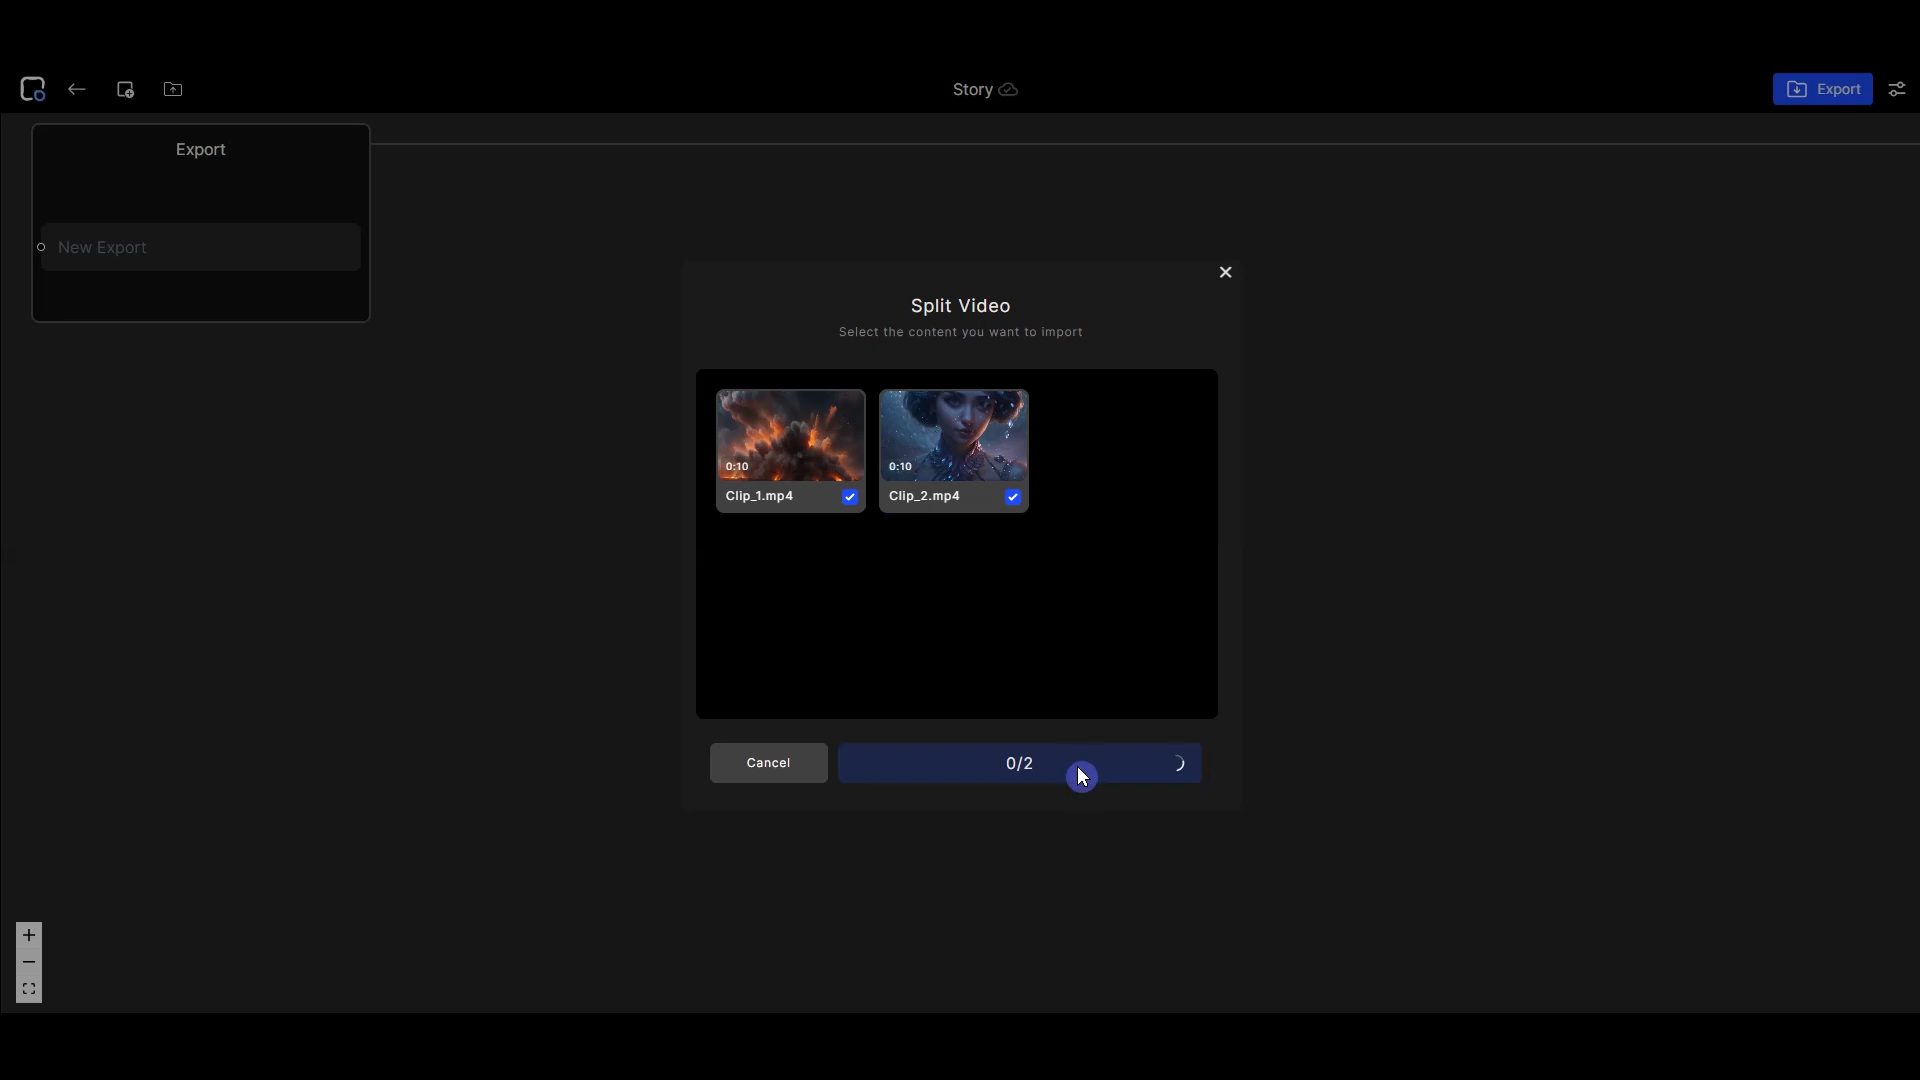 Story
Export
Export
New Export
Split Video
Select the content you want to import
0:10
0:10
Clip_1.mp4
Clip_2.mp4
Cancel
0/2